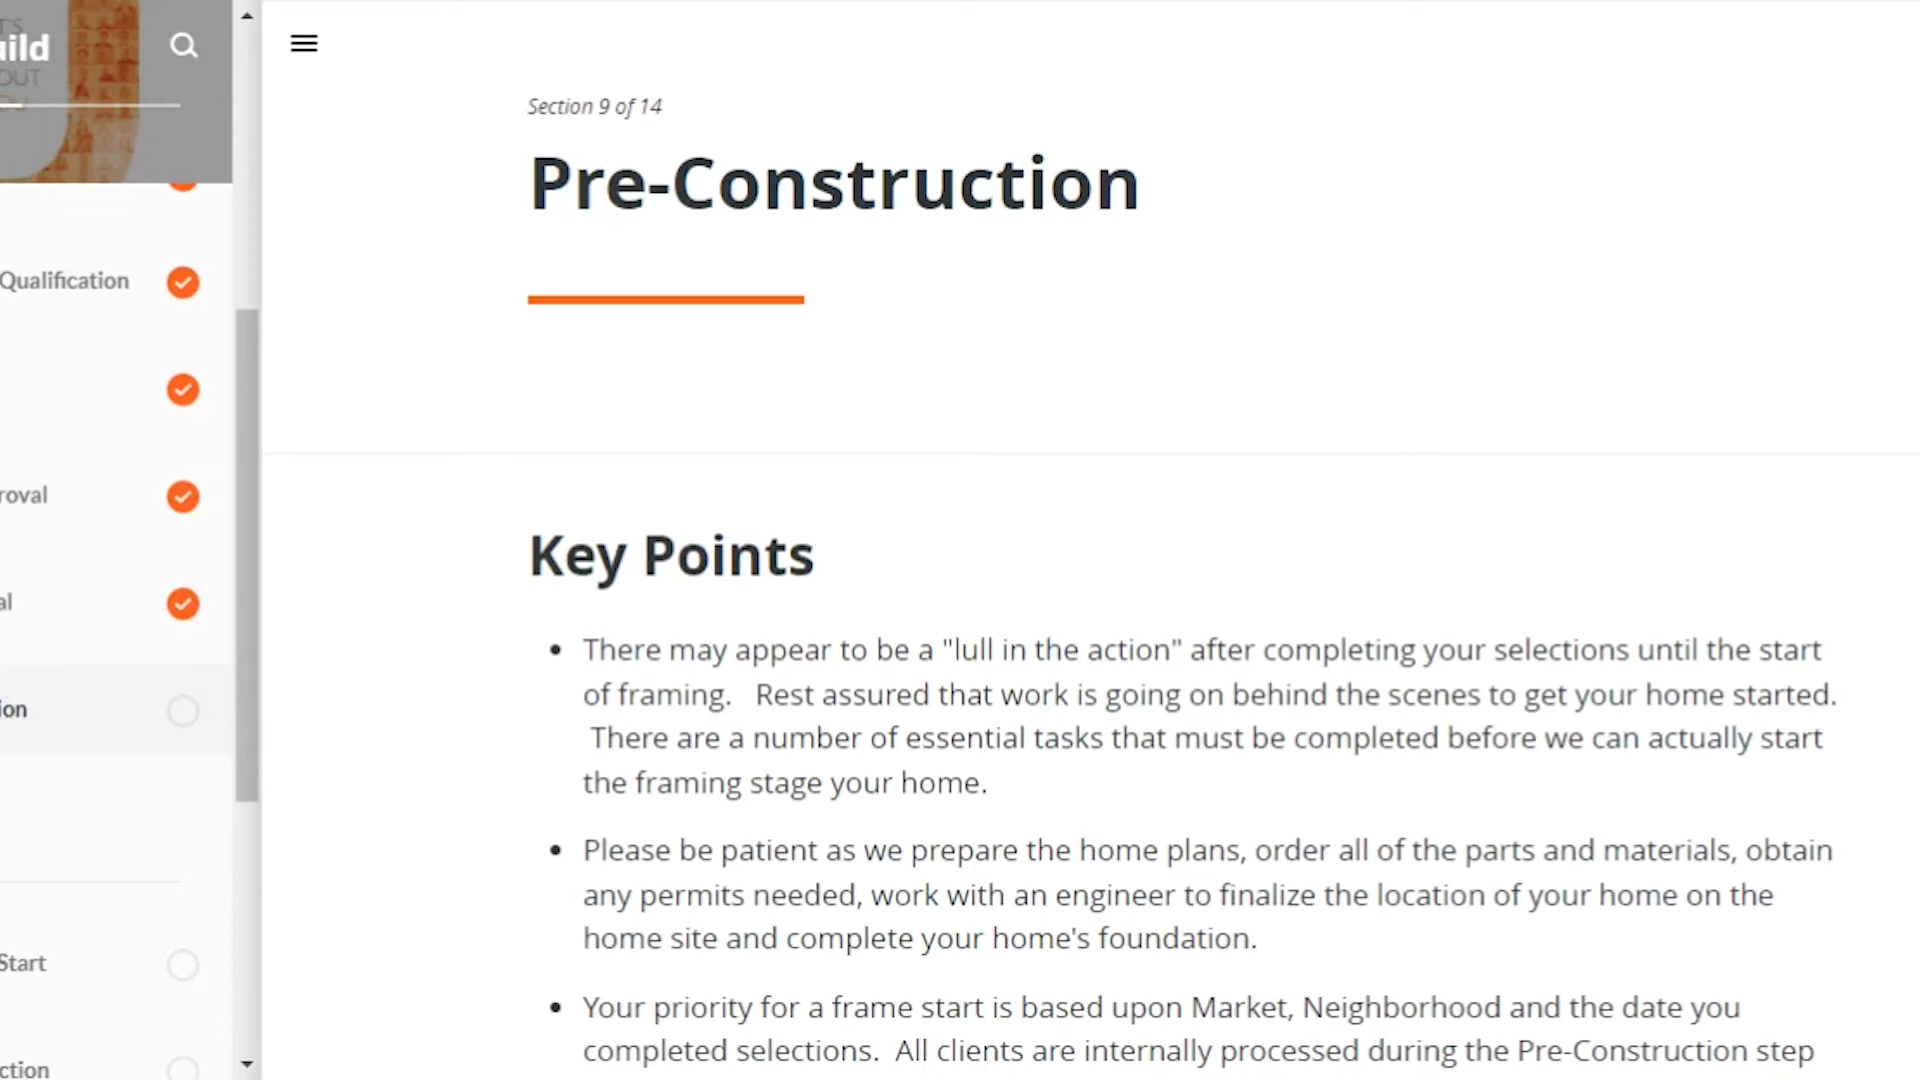 T'S
uild
OUT
Qualification
roval
al
ion
Start
ction
Section 9 of 14
Pre-Construction
Key Points
There may appear to be a "lull in the action" after completing your selections until the start
of framing. Rest assured that work is going on behind the scenes to get your home started.
There are a number of essential tasks that must be completed before we can actually start
the framing stage your home.
Please be patient as we prepare the home plans, order all of the parts and materials, obtain
any permits needed, work with an engineer to finalize the location of your home on the
home site and complete your home's foundation.
Your priority for a frame start is based upon Market, Neighborhood and the date you
completed selections. All clients are internally processed during the Pre-Construction step